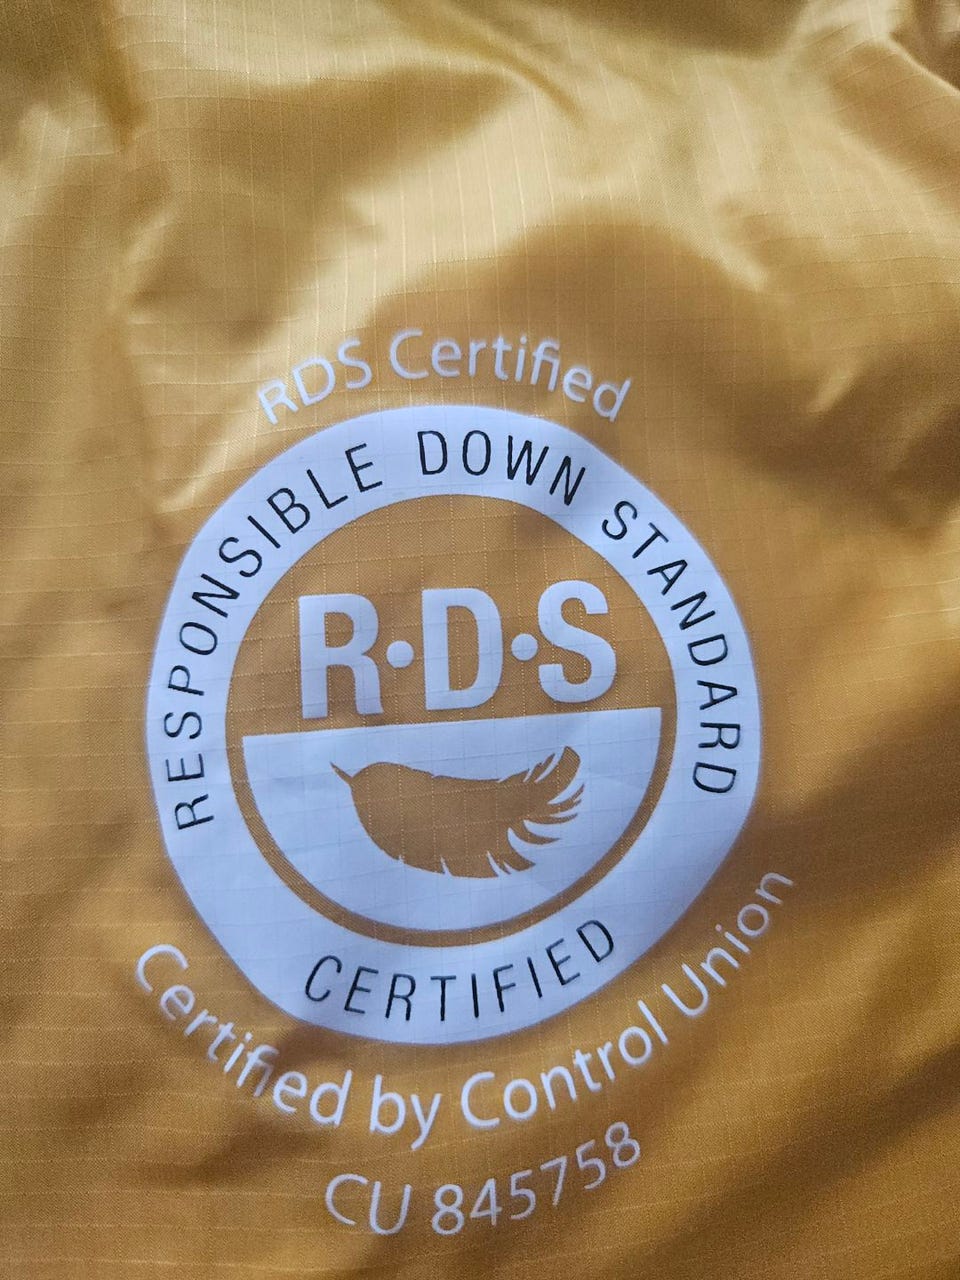 RDS Certified
RESPONSIBLE DOWN STANDARD
R·D·S
CERTIFIED
Certified by Control Union
CU 845758